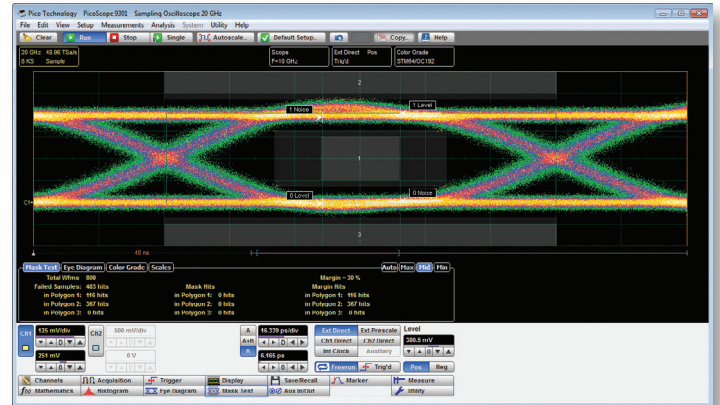 Pico Technology PicoScope 9301 Sampling Oscilloscope 20 GHz
File Edit View Setup Measurements Analysis System Utility Help
Clear Run Stop Single Autoscale.. Default Setup.. Copy.. Help
20 GHz 48.96 TSa/s Scope Ext Direct Pos Color Grade
8 KS Sample F=10 GHz Trig'd STM64/OC192
2
1 Noise 1 Level
1
0 Level 0 Noise
C1
3
40 ns
Mask Test Eye Diagram Color Grade Scales Auto Max Mid Min
Total Wfms 809 Margin = 30 %
Failed Samples: 483 hits Mask Hits Margin Hits
in Polygon 1: 116 hits in Polygon 1: 0 hits in Polygon 1: 116 hits
in Polygon 2: 367 hits in Polygon 2: 0 hits in Polygon 2: 367 hits
in Polygon 3: 0 hits in Polygon 3: 0 hits in Polygon 3: 0 hits
Ch1 125 mV/div Ch2 500 mV/div A 16.339 ps/div Ext Direct Ext Prescale Level
D D A+B D Ch1 Direct Ch2 Direct 380.5 mV
251 mV 0 V B 6.165 ps Int Clock Auxiliary 0
0 0 D Freerun Trig'd Pos Neg
Channels Acquisition Trigger Display Save/Recall Marker Measure
f(x) Mathematics Histogram Eye Diagram Mask Test Aux In/Out Utility